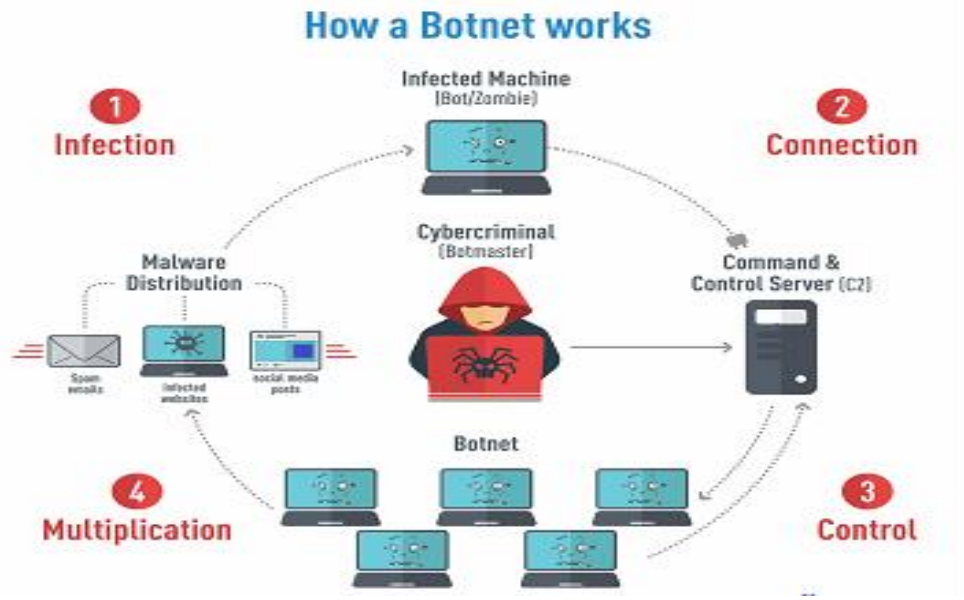 How a Botnet works
Infected Machine
(Bot/Zombie)
1
Infection
2
Connection
Cybercriminal
(Botmaster)
Malware
Distribution
Command &
Control Server (C2)
Spam
emails
Infected
websites
social media
posts
Botnet
4
Multiplication
3
Control